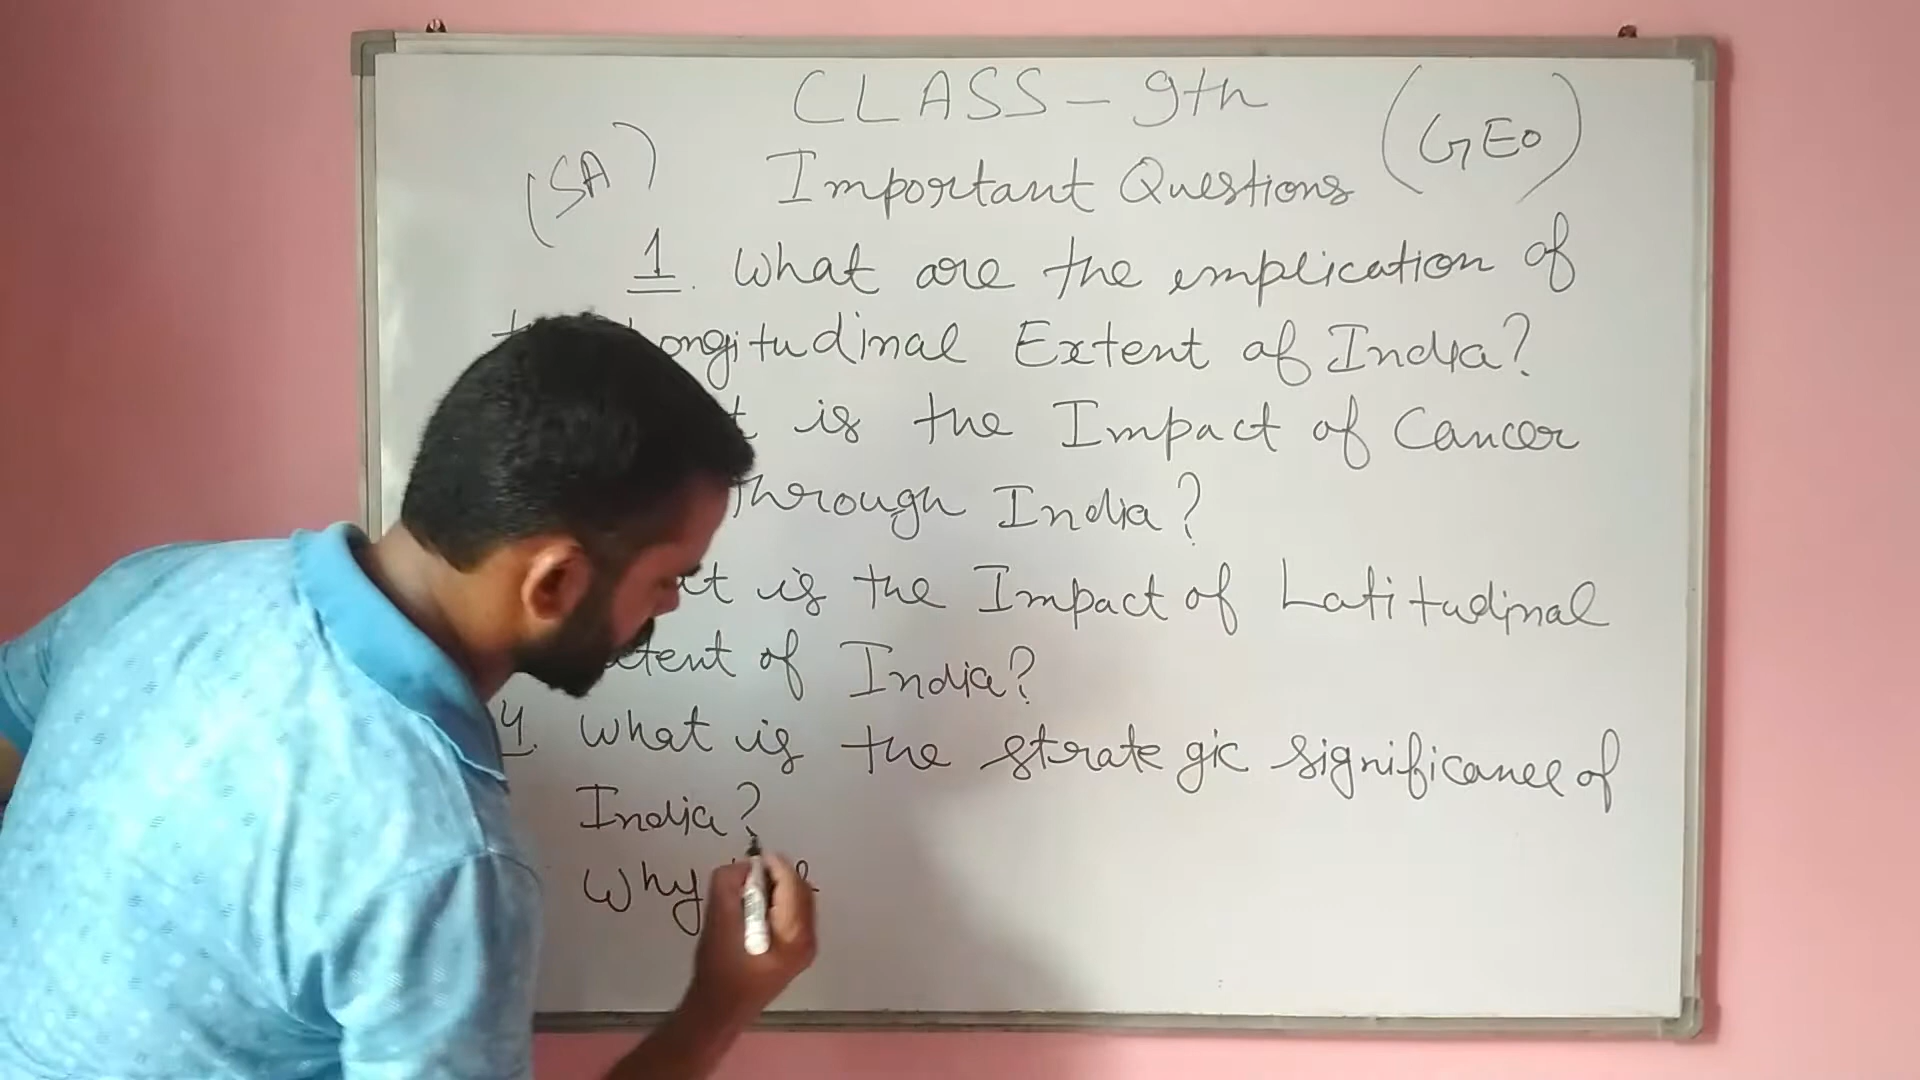 CLASS - 9th
(GEO)
(SA)
Important Questions
1. What are the implication of
Longitudinal Extent of India?
is the Impact of Cancer
Through India?
is the Impact of Latitudinal
Extent of India?
4. What is the strategic significance of
India?
Why